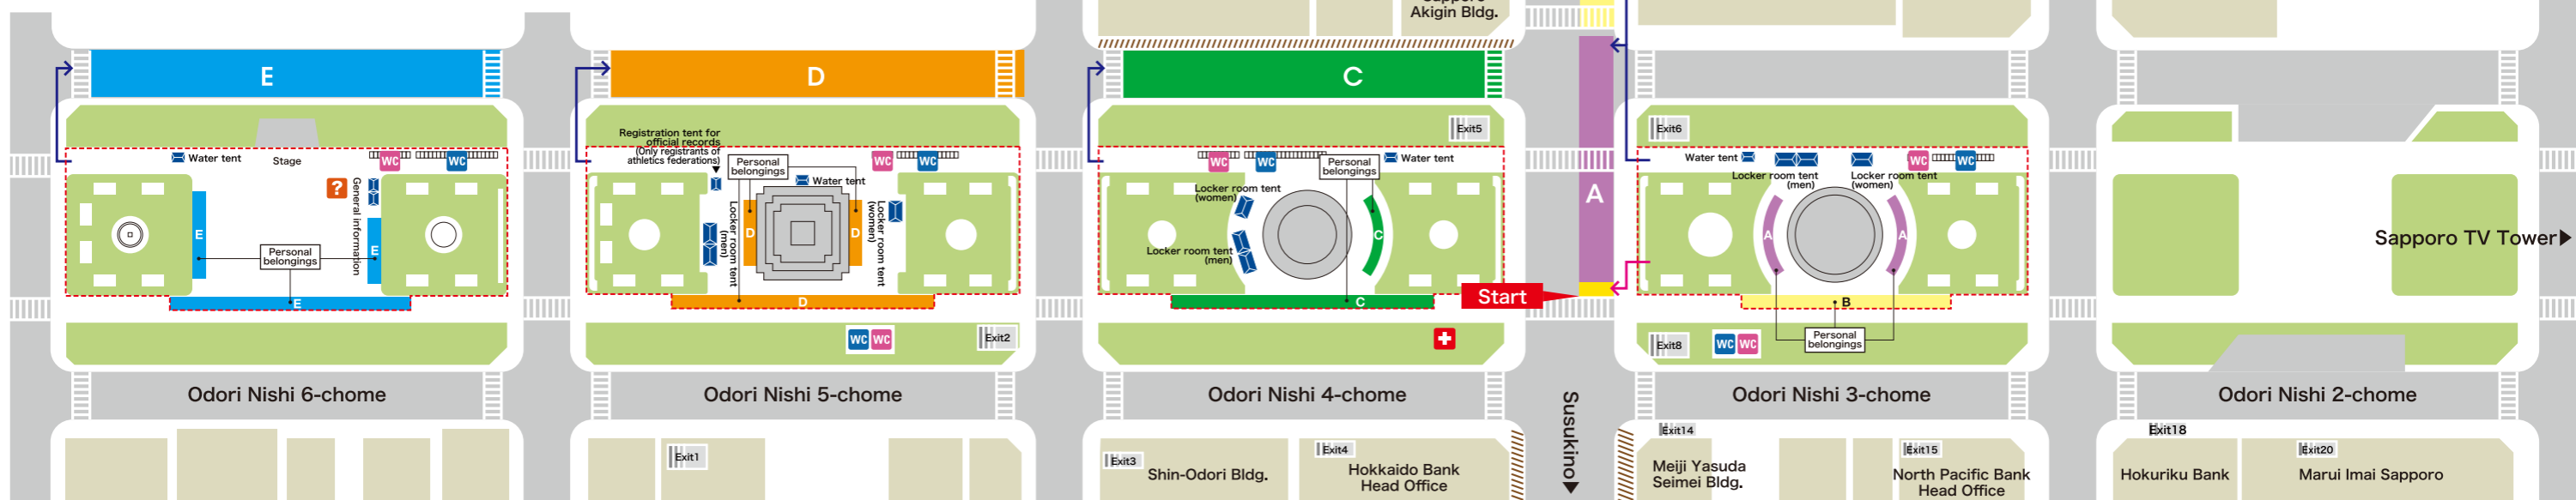 Akigin Bldg.
E
D
C
A
Water tent
Stage
WC
WC
?
General information
E
E
Personal
belongings
E
Registration tent for
official records
(Only registrants of
athletics federations)
Personal
belongings
Water tent
WC
WC
Locker room tent
(men)
D
D
Locker room tent
(women)
D
WC
WC
Exit2
Exit5
WC
WC
Personal
belongings
Water tent
Locker room tent
(women)
Locker room tent
(men)
C
C
Start
Exit6
Water tent
Locker room tent
(men)
Locker room tent
(women)
WC
WC
A
A
B
Personal
belongings
Exit8
WC
WC
Sapporo TV Tower
Odori Nishi 6-chome
Odori Nishi 5-chome
Odori Nishi 4-chome
Odori Nishi 3-chome
Odori Nishi 2-chome
Susukino
Exit1
Exit3
Shin-Odori Bldg.
Exit4
Hokkaido Bank
Head Office
Exit14
Meiji Yasuda
Seimei Bldg.
Exit15
North Pacific Bank
Head Office
Exit18
Hokuriku Bank
Exit20
Marui Imai Sapporo